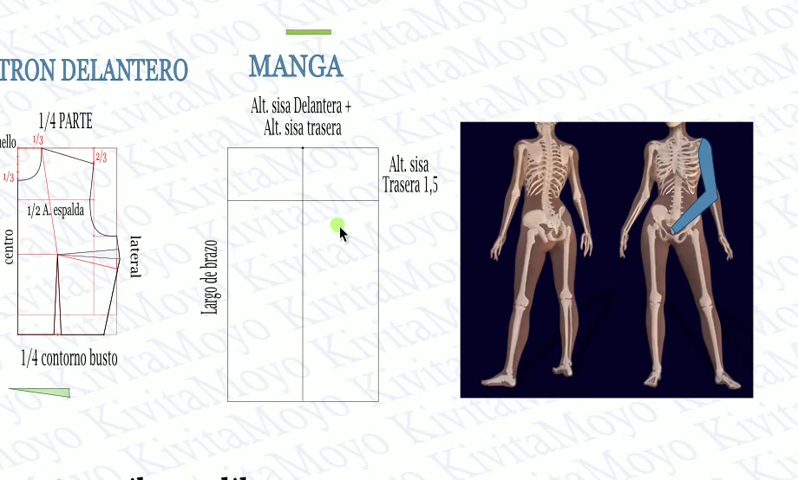 TRON DELANTERO
MANGA
1/4 PARTE
1/3
2/3
1/3
1/2 A. espalda
centro
lateral
1/4 contorno busto
Alt. sisa Delantera +
Alt. sisa trasera
Alt. sisa
Trasera 1,5
Largo de brazo
KivitaMoyo